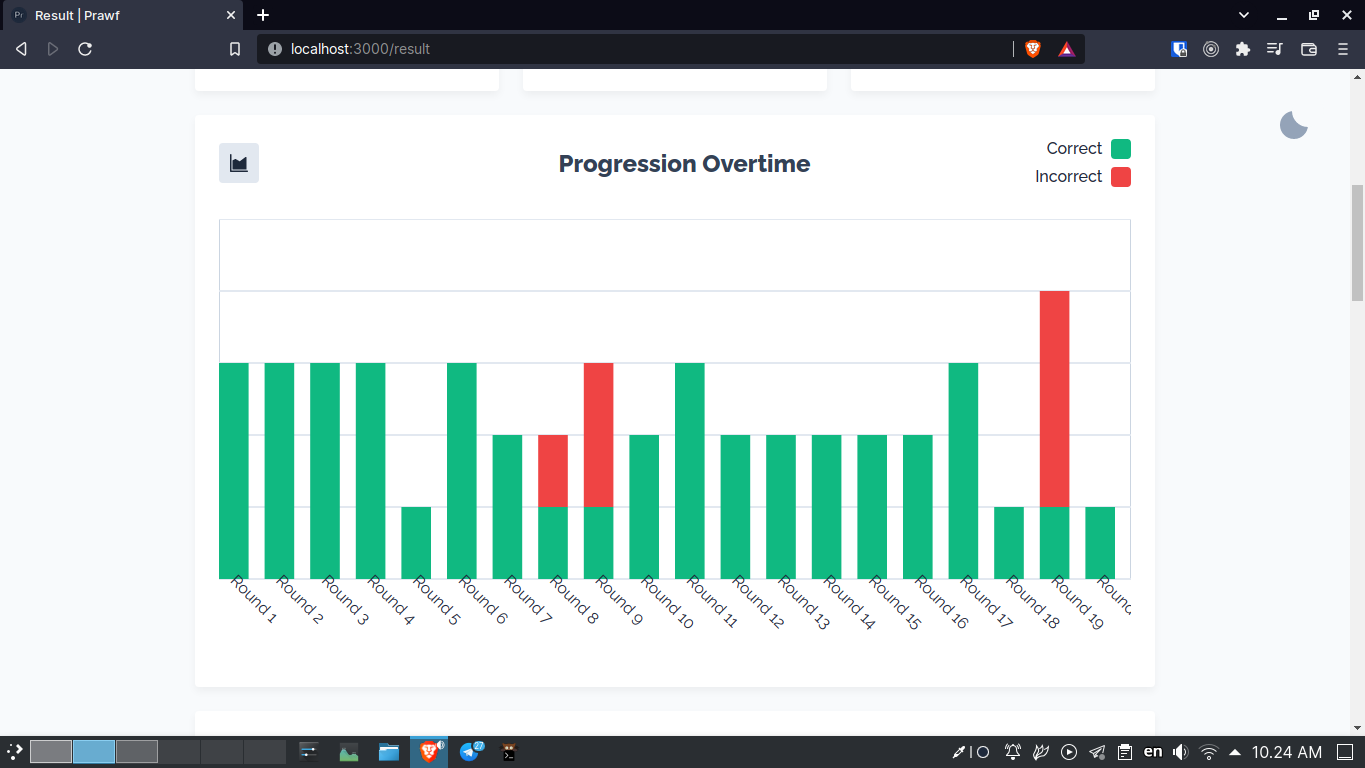 Result | Prawf
localhost:3000/result
Progression Overtime
Correct
Incorrect
Round 1
Round 2
Round 3
Round 4
Round 5
Round 6
Round 7
Round 8
Round 9
Round 10
Round 11
Round 12
Round 13
Round 14
Round 15
Round 16
Round 17
Round 18
Round 19
27
en
10.24 AM